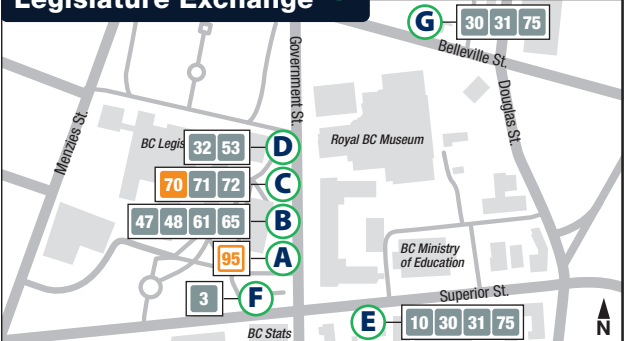 Legislature Exchange
G 30 31 75
Belleville St.
Government St.
Douglas St.
Menzies St.
BC Legis
32 53 D
Royal BC Museum
70 71 72 C
47 48 61 65 B
95 A
BC Ministry
of Education
3 F
Superior St.
BC Stats
E 10 30 31 75
N